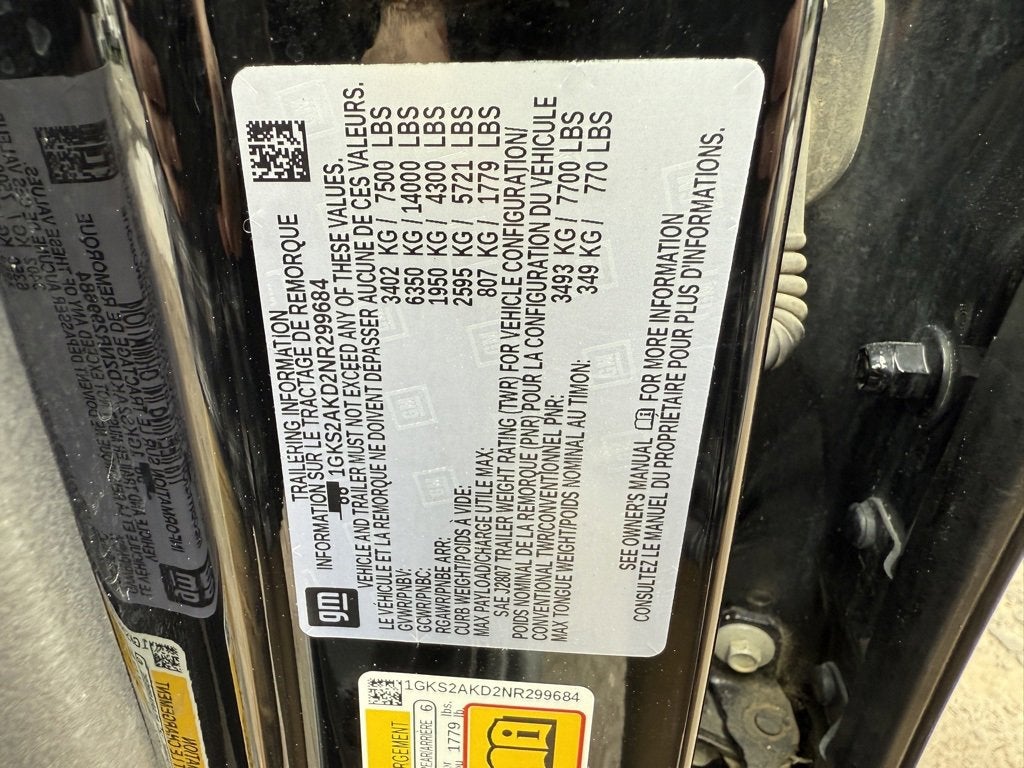 TRAILERING INFORMATION
INFORMATION SUR LE TRACTAGE DE REMORQUE
gm 1GKS2AKD2NR299684
VEHICLE AND TRAILER MUST NOT EXCEED ANY OF THESE VALUES.
LE VÉHICULE ET LA REMORQUE NE DOIVENT DÉPASSER AUCUNE DE CES VALEURS.
GVWR/PNBV: 3402 KG / 7500 LBS
GCWR/PNBC: 6350 KG / 14000 LBS
RGAWR/PNBE ARR: 1950 KG / 4300 LBS
CURB WEIGHT/POIDS À VIDE: 2595 KG / 5721 LBS
MAX PAYLOAD/CHARGE UTILE MAX: 807 KG / 1779 LBS
SAE J2807 TRAILER WEIGHT RATING (TWR) FOR VEHICLE CONFIGURATION/
POIDS NOMINAL DE LA REMORQUE (PNR) POUR LA CONFIGURATION DU VÉHICULE
CONVENTIONAL TWR/CONVENTIONNEL PNR: 3493 KG / 7700 LBS
MAX TONGUE WEIGHT/POIDS NOMINAL AU TIMON: 349 KG / 770 LBS
SEE OWNER'S MANUAL FOR MORE INFORMATION
CONSULTEZ LE MANUEL DU PROPRIÉTAIRE POUR PLUS D'INFORMATIONS.
1GKS2AKD2NR299684
6
1779 lb
lbs.